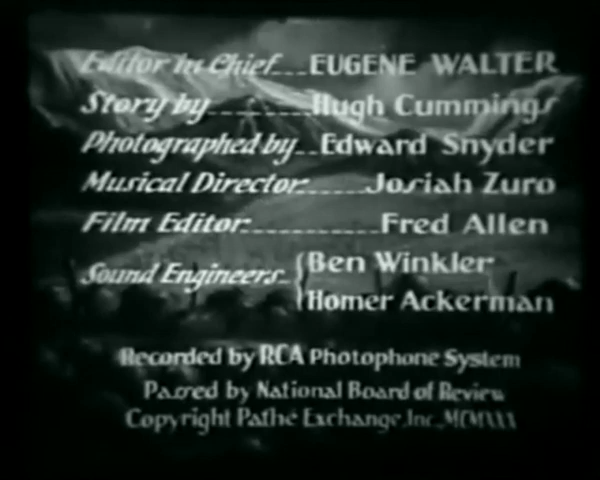 Editor in Chief...EUGENE WALTER
Story by.........Hugh Cummings
Photographed by..Edward Snyder
Musical Director......Josiah Zuro
Film Editor..............Fred Allen
Sound Engineers..{Ben Winkler
Homer Ackerman
Recorded by RCA Photophone System
Passed by National Board of Review
Copyright Pathé Exchange, Inc., MCMXXX